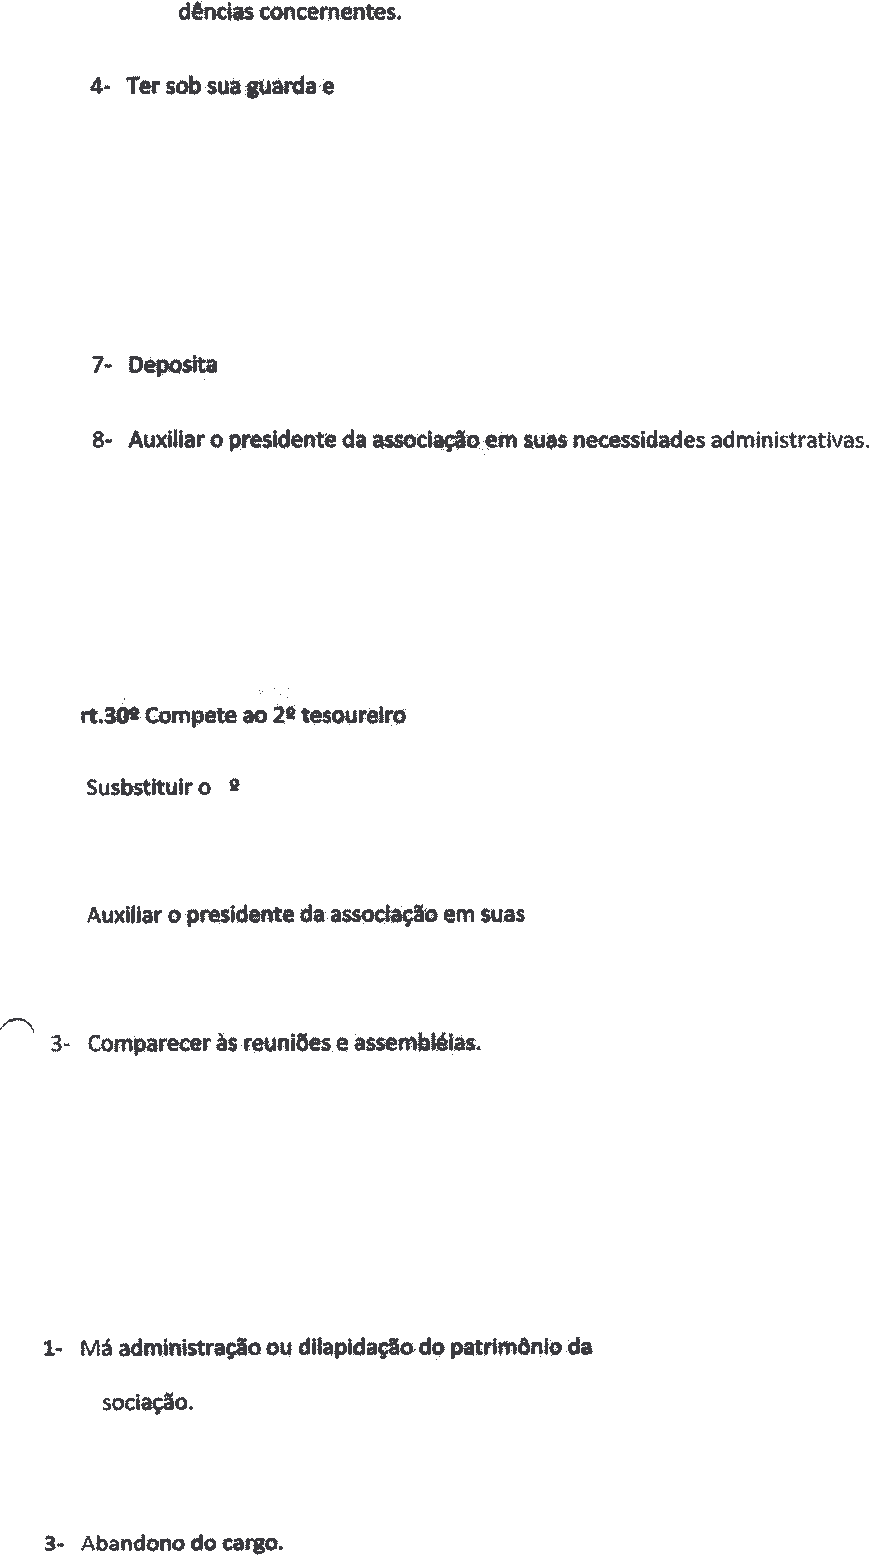 dências concernentes.
4- Ter sob sua guarda e
7- Deposita
8- Auxiliar o presidente da associação em suas necessidades administrativas.
rt.30º Compete ao 2º tesoureiro
Susbstituir o º
Auxiliar o presidente da associação em suas
3- Comparecer às reuniões e assembléias.
1- Má administração ou dilapidação do patrimônio da
sociação.
3- Abandono do cargo.